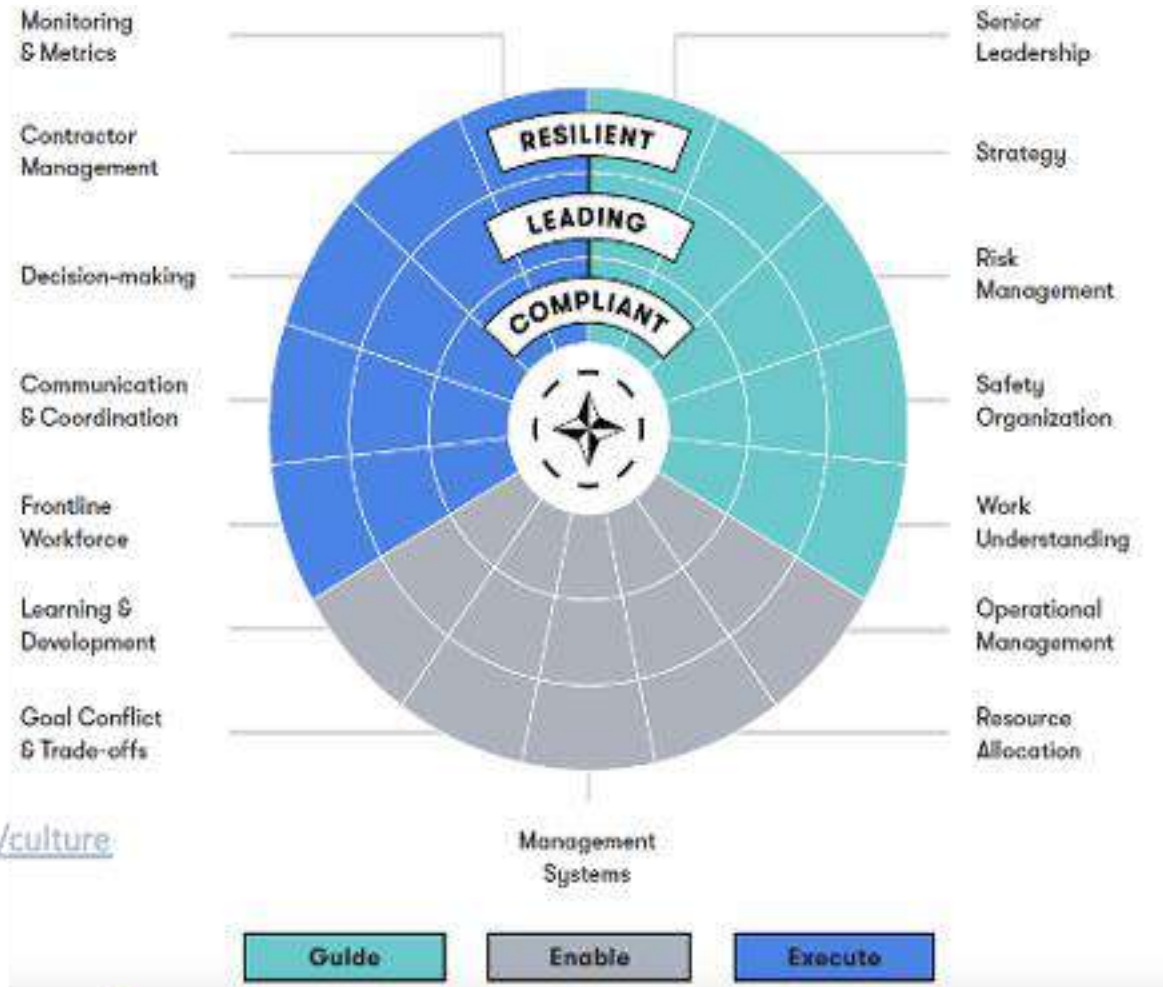 Monitoring
& Metrics
Senior
Leadership
Contractor
Management
Strategy
Decision-making
Risk
Management
Communication
& Coordination
Safety
Organization
Frontline
Workforce
Work
Understanding
Learning &
Development
Operational
Management
Goal Conflict
& Trade-offs
Resource
Allocation
RESILIENT
LEADING
COMPLIANT
/culture
Management
Systems
Guide
Enable
Execute